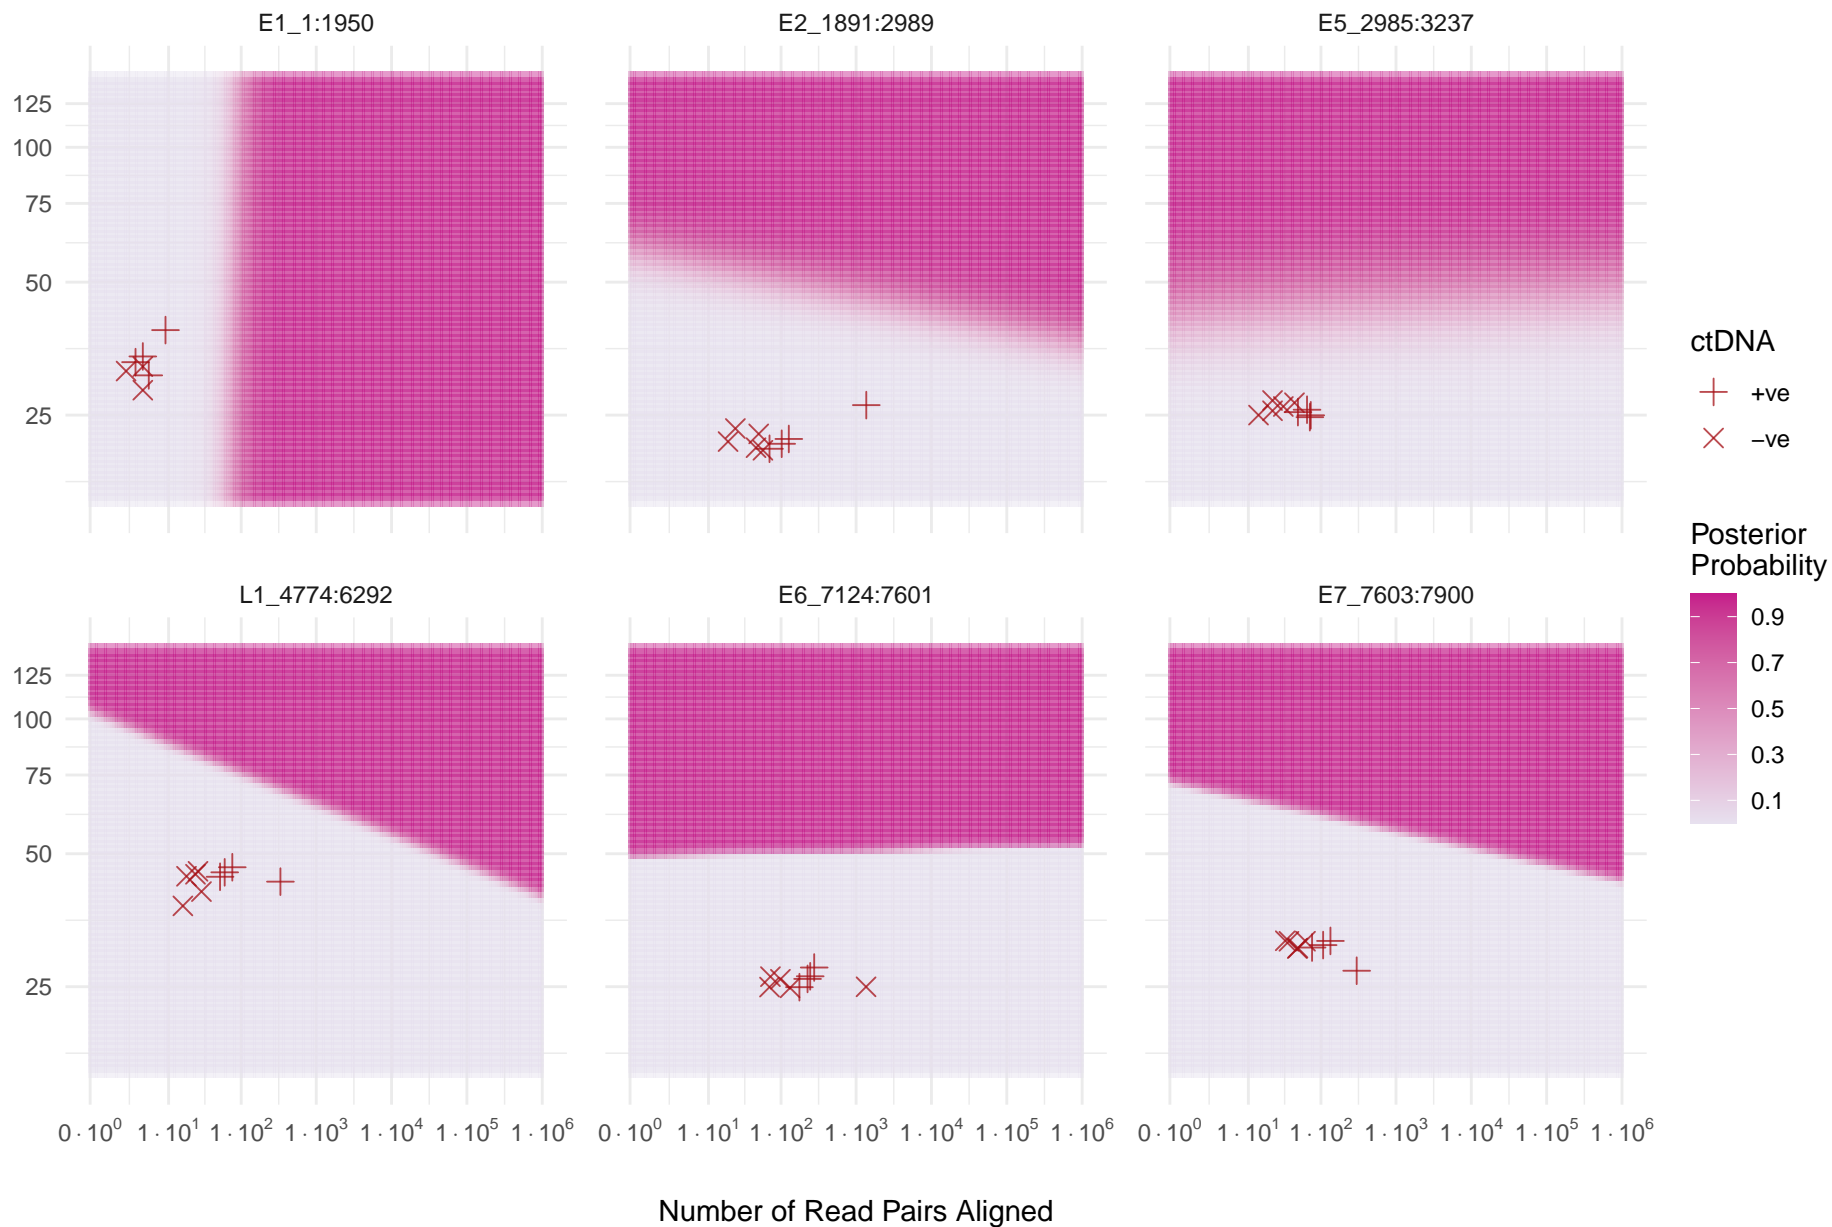 E1_1:1950
E2_1891:2989
E5_2985:3237
125
100
75
50
25
ctDNA
+ve
−ve
Posterior
Probability
0.9
0.7
0.5
0.3
0.1
L1_4774:6292
E6_7124:7601
E7_7603:7900
125
100
75
50
25
0·10⁰ 1·10¹ 1·10² 1·10³ 1·10⁴ 1·10⁵ 1·10⁶
0·10⁰ 1·10¹ 1·10² 1·10³ 1·10⁴ 1·10⁵ 1·10⁶
0·10⁰ 1·10¹ 1·10² 1·10³ 1·10⁴ 1·10⁵ 1·10⁶
Number of Read Pairs Aligned